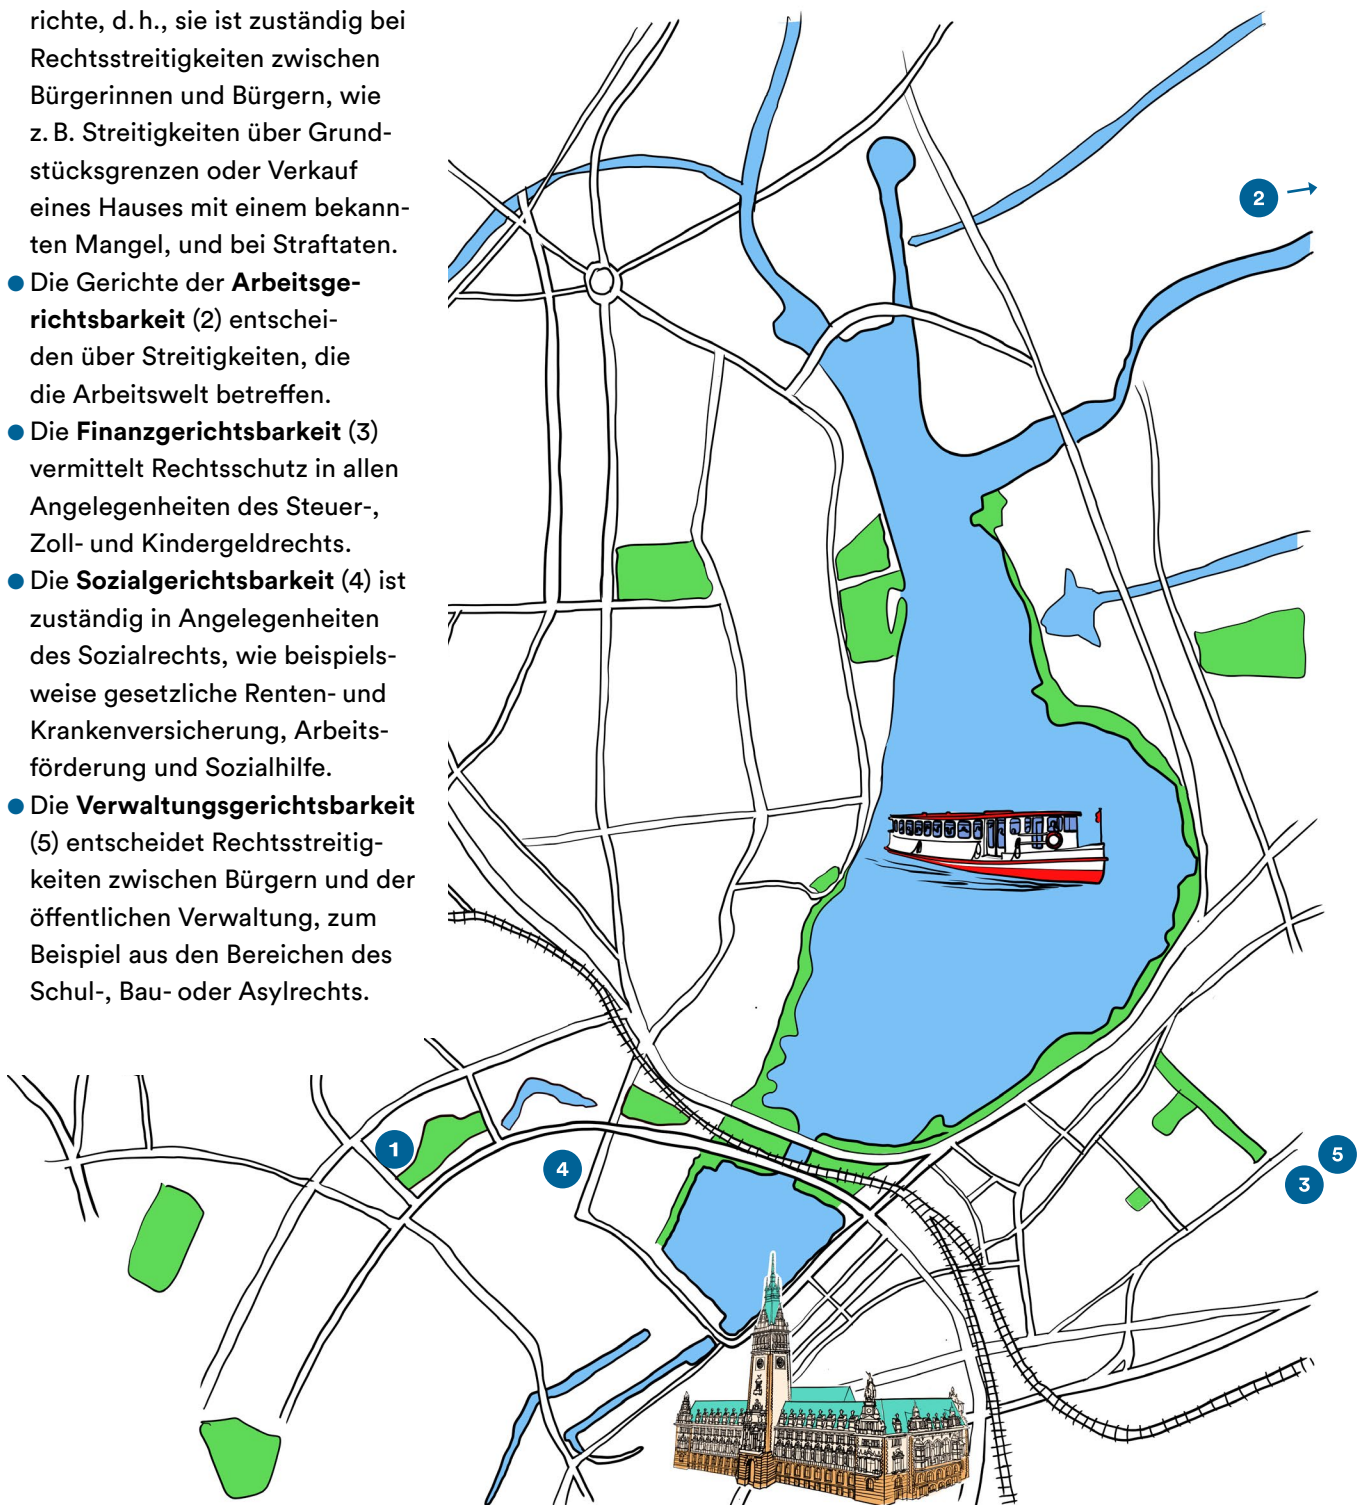 richte, d. h., sie ist zuständig bei
Rechtsstreitigkeiten zwischen
Bürgerinnen und Bürgern, wie
z. B. Streitigkeiten über Grund-
stücksgrenzen oder Verkauf
eines Hauses mit einem bekann-
ten Mangel, und bei Straftaten.
● Die Gerichte der Arbeitsge-
richtsbarkeit (2) entschei-
den über Streitigkeiten, die
die Arbeitswelt betreffen.
● Die Finanzgerichtsbarkeit (3)
vermittelt Rechtsschutz in allen
Angelegenheiten des Steuer-,
Zoll- und Kindergeldrechts.
● Die Sozialgerichtsbarkeit (4) ist
zuständig in Angelegenheiten
des Sozialrechts, wie beispiels-
weise gesetzliche Renten- und
Krankenversicherung, Arbeits-
förderung und Sozialhilfe.
● Die Verwaltungsgerichtsbarkeit
(5) entscheidet Rechtsstreitig-
keiten zwischen Bürgern und der
öffentlichen Verwaltung, zum
Beispiel aus den Bereichen des
Schul-, Bau- oder Asylrechts.
2
1
4
5
3